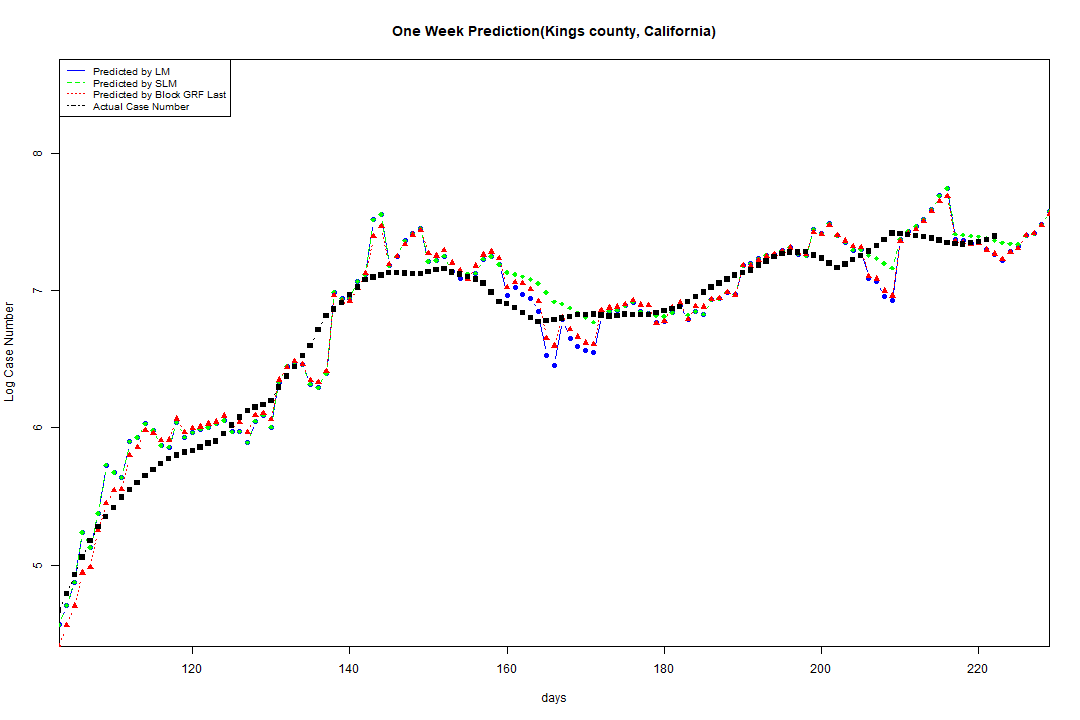 One Week Prediction(Kings county, California)
Predicted by LM
Predicted by SLM
Predicted by Block GRF Last
Actual Case Number
8
7
6
5
Log Case Number
120 140 160 180 200 220
days